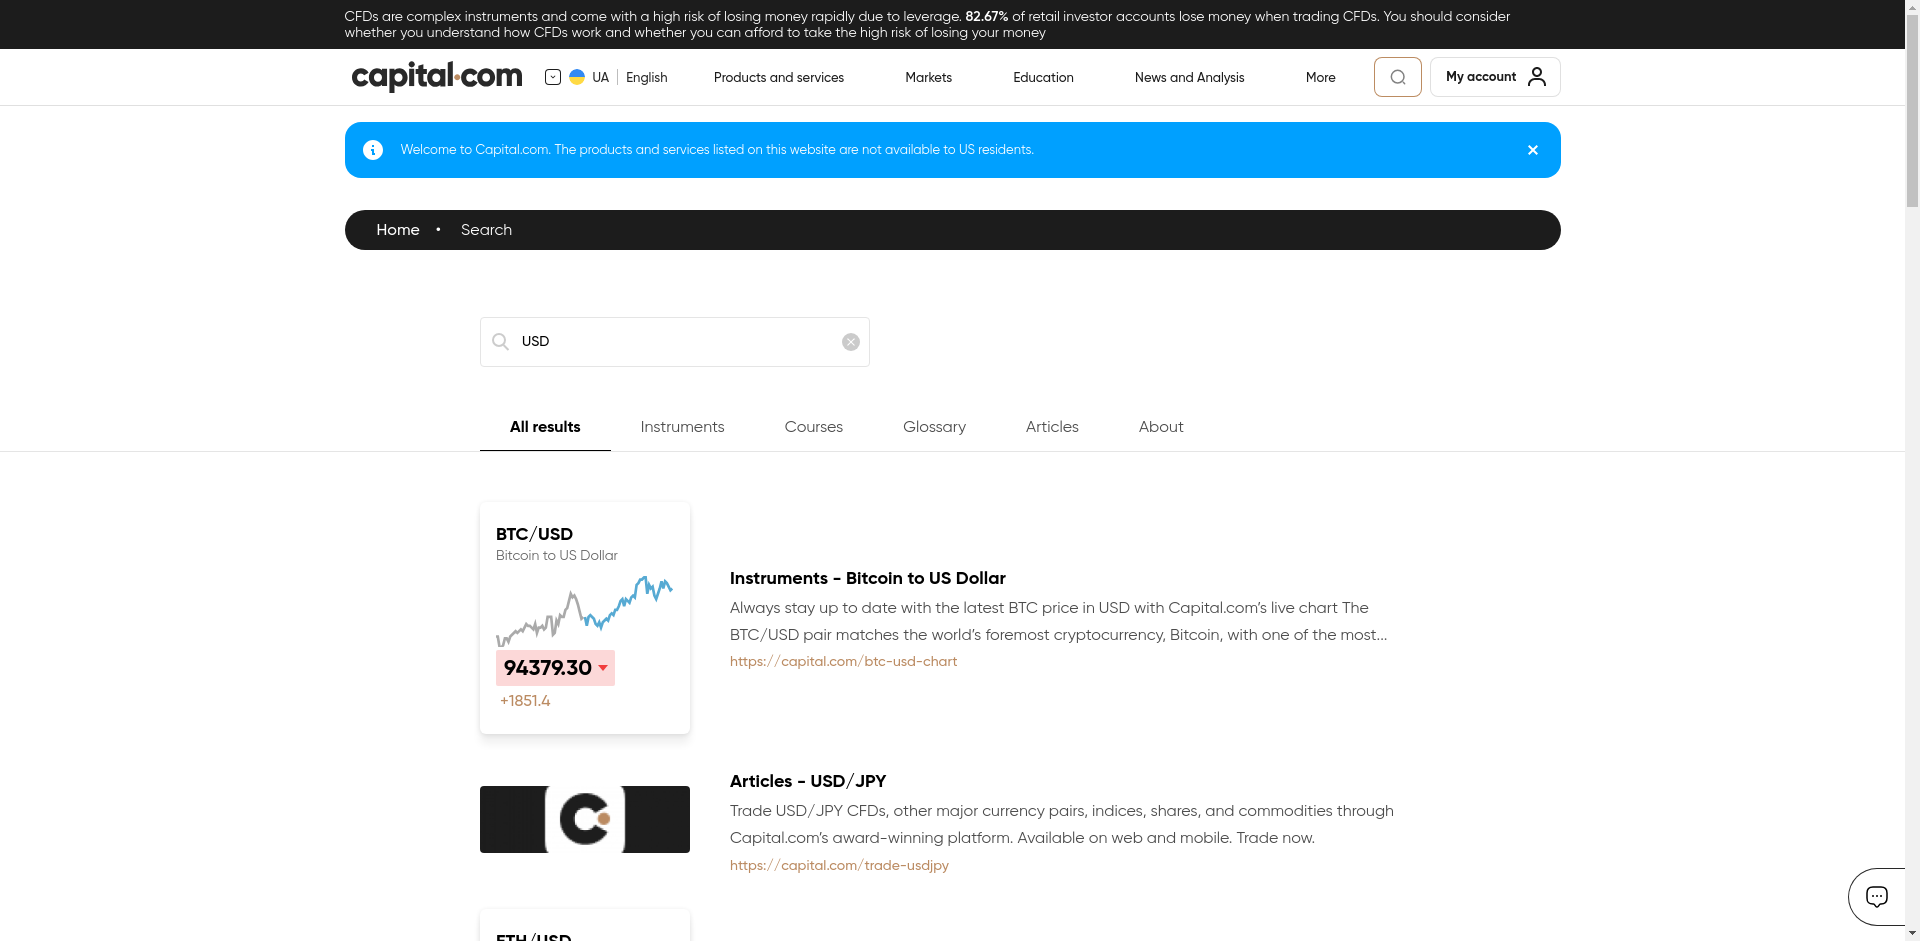 CFDs are complex instruments and come with a high risk of losing money rapidly due to leverage. 82.67% of retail investor accounts lose money when trading CFDs. You should consider
whether you understand how CFDs work and whether you can afford to take the high risk of losing your money
capital.com UA English Products and services Markets Education News and Analysis More My account
Welcome to Capital.com. The products and services listed on this website are not available to US residents.
Home • Search
USD
All results Instruments Courses Glossary Articles About
BTC/USD
Bitcoin to US Dollar
94379.30
+1851.4
Instruments - Bitcoin to US Dollar
Always stay up to date with the latest BTC price in USD with Capital.com’s live chart The
BTC/USD pair matches the world’s foremost cryptocurrency, Bitcoin, with one of the most...
https://capital.com/btc-usd-chart
Articles - USD/JPY
Trade USD/JPY CFDs, other major currency pairs, indices, shares, and commodities through
Capital.com’s award-winning platform. Available on web and mobile. Trade now.
https://capital.com/trade-usdjpy
ETH/USD